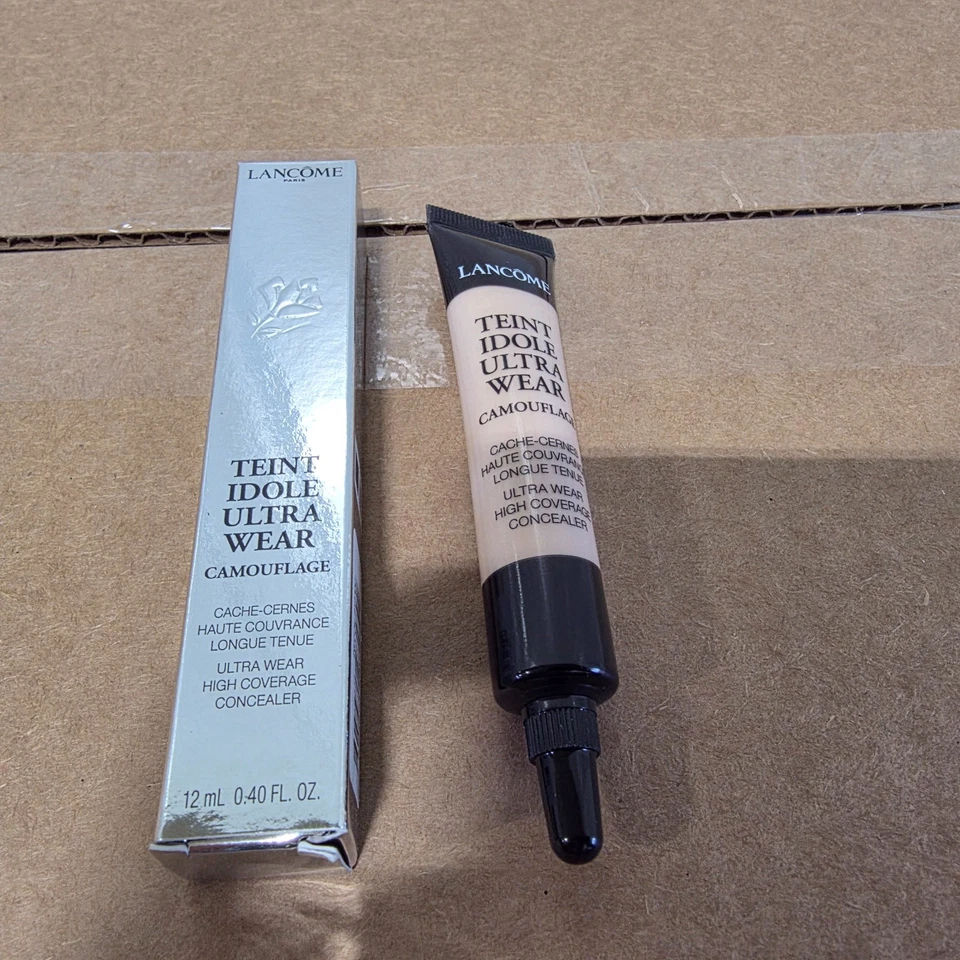 LANCÔME
PARIS
TEINT
IDOLE
ULTRA
WEAR
CAMOUFLAGE
CACHE-CERNES
HAUTE COUVRANCE
LONGUE TENUE
ULTRA WEAR
HIGH COVERAGE
CONCEALER
12 mL 0.40 FL. OZ.
LANCÔME
TEINT
IDOLE
ULTRA
WEAR
CAMOUFLAGE
CACHE-CERNES
HAUTE COUVRANCE
LONGUE TENUE
ULTRA WEAR
HIGH COVERAGE
CONCEALER